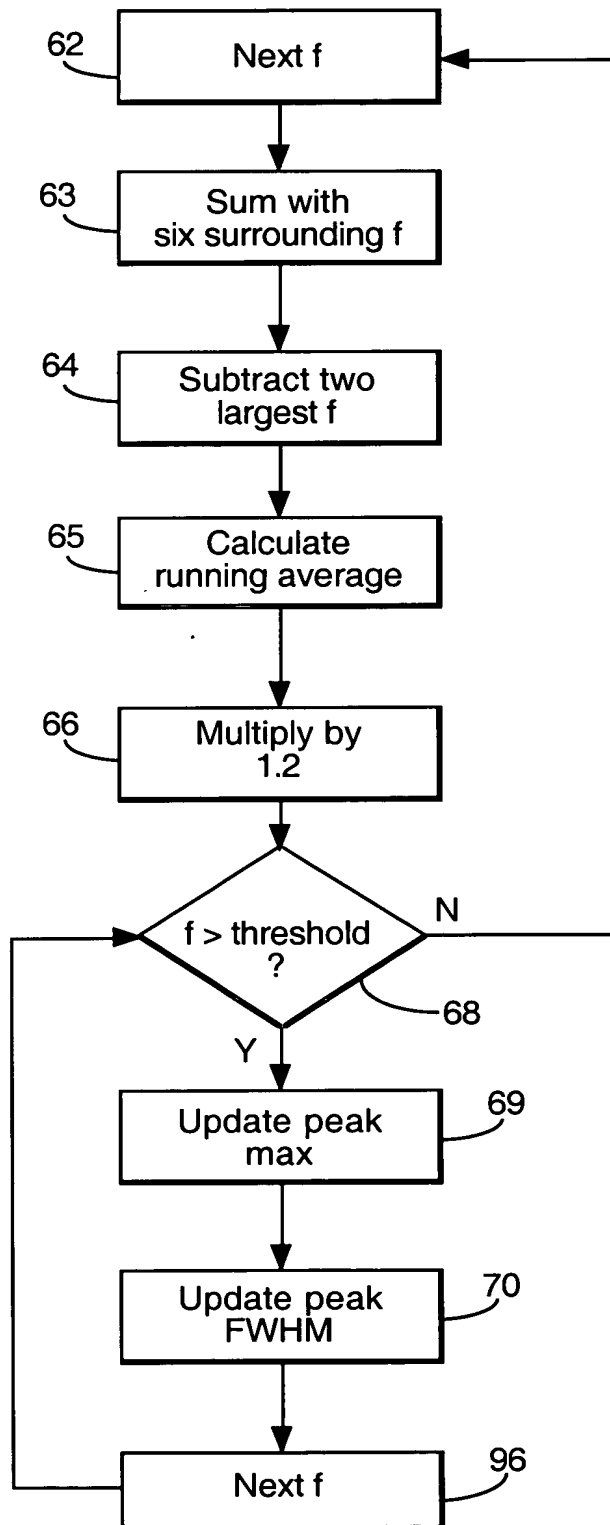 62
Next f
63
Sum with
six surrounding f
64
Subtract two
largest f
65
Calculate
running average
66
Multiply by
1.2
f > threshold
?
N
68
Y
Update peak
max
69
Update peak
FWHM
70
Next f
96